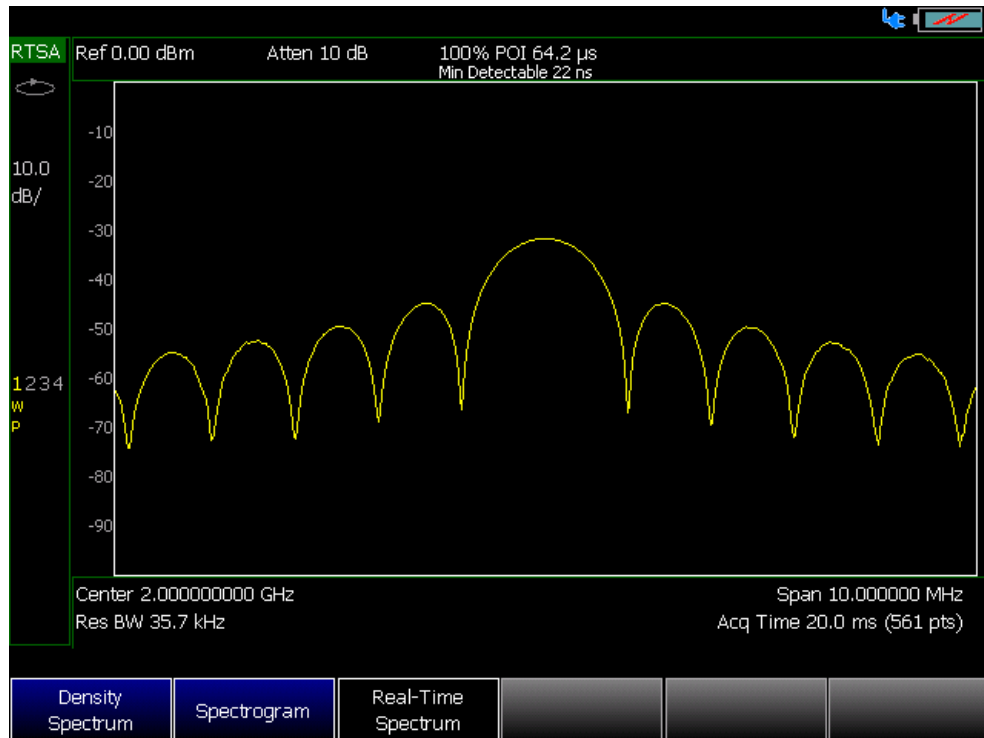 RTSA
Ref 0.00 dBm Atten 10 dB 100% POI 64.2 µs
Min Detectable 22 ns
10.0
dB/
-10
-20
-30
-40
-50
-60
-70
-80
-90
1234
W
P
Center 2.000000000 GHz Span 10.000000 MHz
Res BW 35.7 kHz Acq Time 20.0 ms (561 pts)
Density
Spectrum
Spectrogram
Real-Time
Spectrum